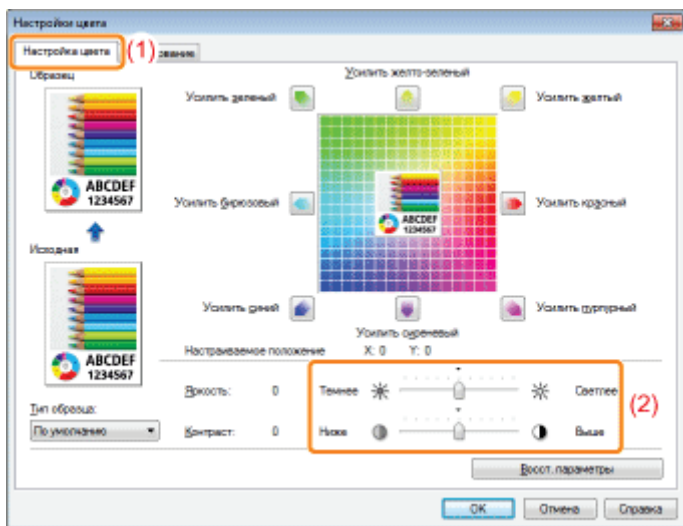 Настройки цвета
Настройка цвета (1)
Образец
Усилить желто-зеленый
Усилить зеленый
Усилить желтый
ABCDEF
1234567
Усилить бирюзовый
ABCDEF
1234567
Усилить красный
Исходная
Усилить синий
Усилить пурпурный
Усилить сиреневый
Настраиваемое положение X: 0 Y: 0
ABCDEF
1234567
Яркость: 0 Темнее Светлее
(2)
Тип образца:
По умолчанию
Контраст: 0 Ниже Выше
Восст. параметры
OK Отмена Справка